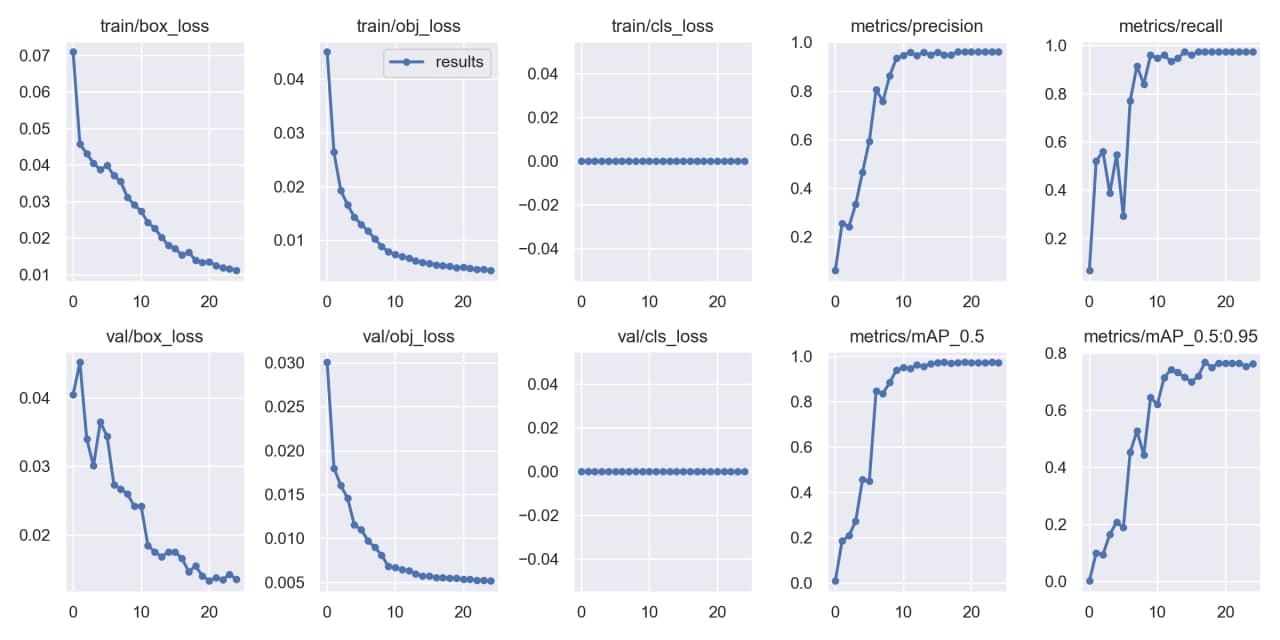 train/box_loss
train/obj_loss
train/cls_loss
metrics/precision
metrics/recall
0.07
0.06
0.05
0.04
0.03
0.02
0.01
0 10 20
results
0.04
0.03
0.02
0.01
0 10 20
0.04
0.02
0.00
−0.02
−0.04
0 10 20
1.0
0.8
0.6
0.4
0.2
0 10 20
1.0
0.8
0.6
0.4
0.2
0 10 20
val/box_loss
val/obj_loss
val/cls_loss
metrics/mAP_0.5
metrics/mAP_0.5:0.95
0.04
0.03
0.02
0 10 20
0.030
0.025
0.020
0.015
0.010
0.005
0 10 20
0.04
0.02
0.00
−0.02
−0.04
0 10 20
1.0
0.8
0.6
0.4
0.2
0.0
0 10 20
0.8
0.6
0.4
0.2
0.0
0 10 20